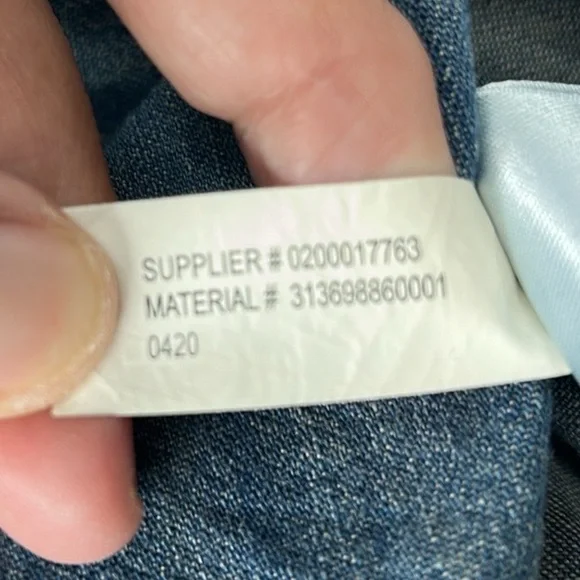 SUPPLIER # 0200017763
MATERIAL # 313698860001
0420